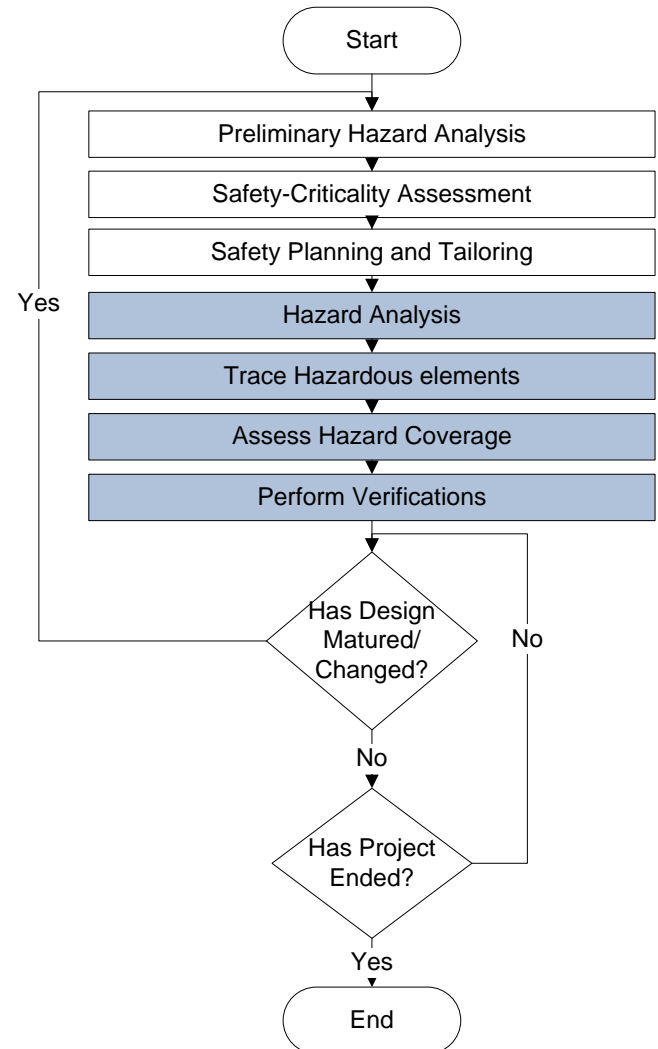 Start
Preliminary Hazard Analysis
Safety-Criticality Assessment
Safety Planning and Tailoring
Yes
Hazard Analysis
Trace Hazardous elements
Assess Hazard Coverage
Perform Verifications
Has Design
Matured/
Changed?
No
No
Has Project
Ended?
Yes
End